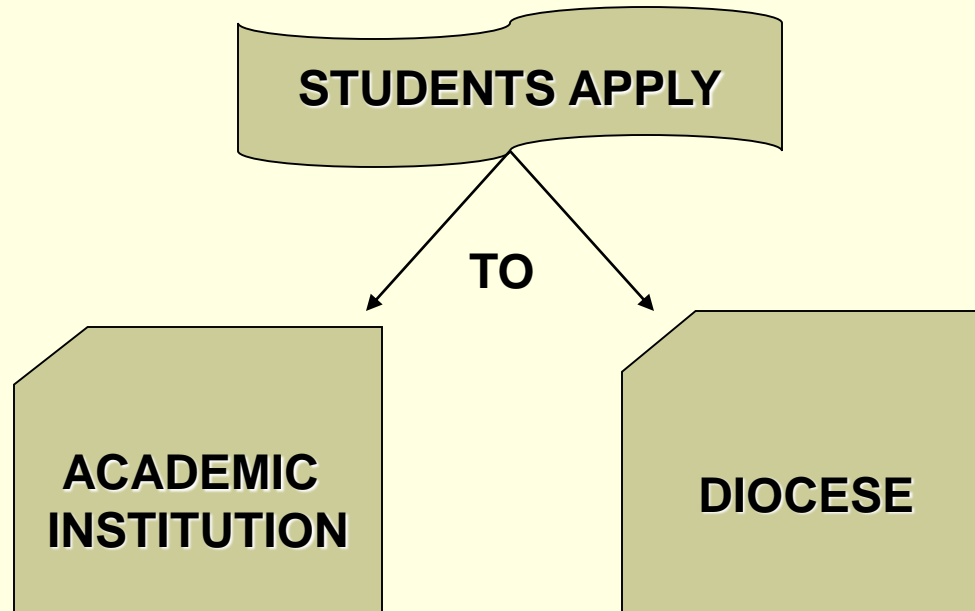 STUDENTS APPLY
TO
ACADEMIC
INSTITUTION
DIOCESE